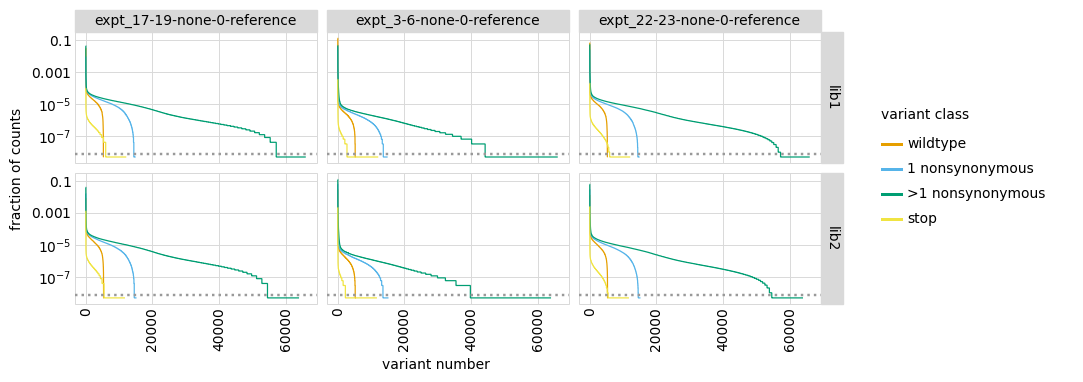 expt_17-19-none-0-reference expt_3-6-none-0-reference expt_22-23-none-0-reference
0.1
0.001
10⁻⁵
10⁻⁷
lib1
0.1
0.001
10⁻⁵
10⁻⁷
lib2
fraction of counts
0 20000 40000 60000 0 20000 40000 60000 0 20000 40000 60000
variant number
variant class
wildtype
1 nonsynonymous
>1 nonsynonymous
stop